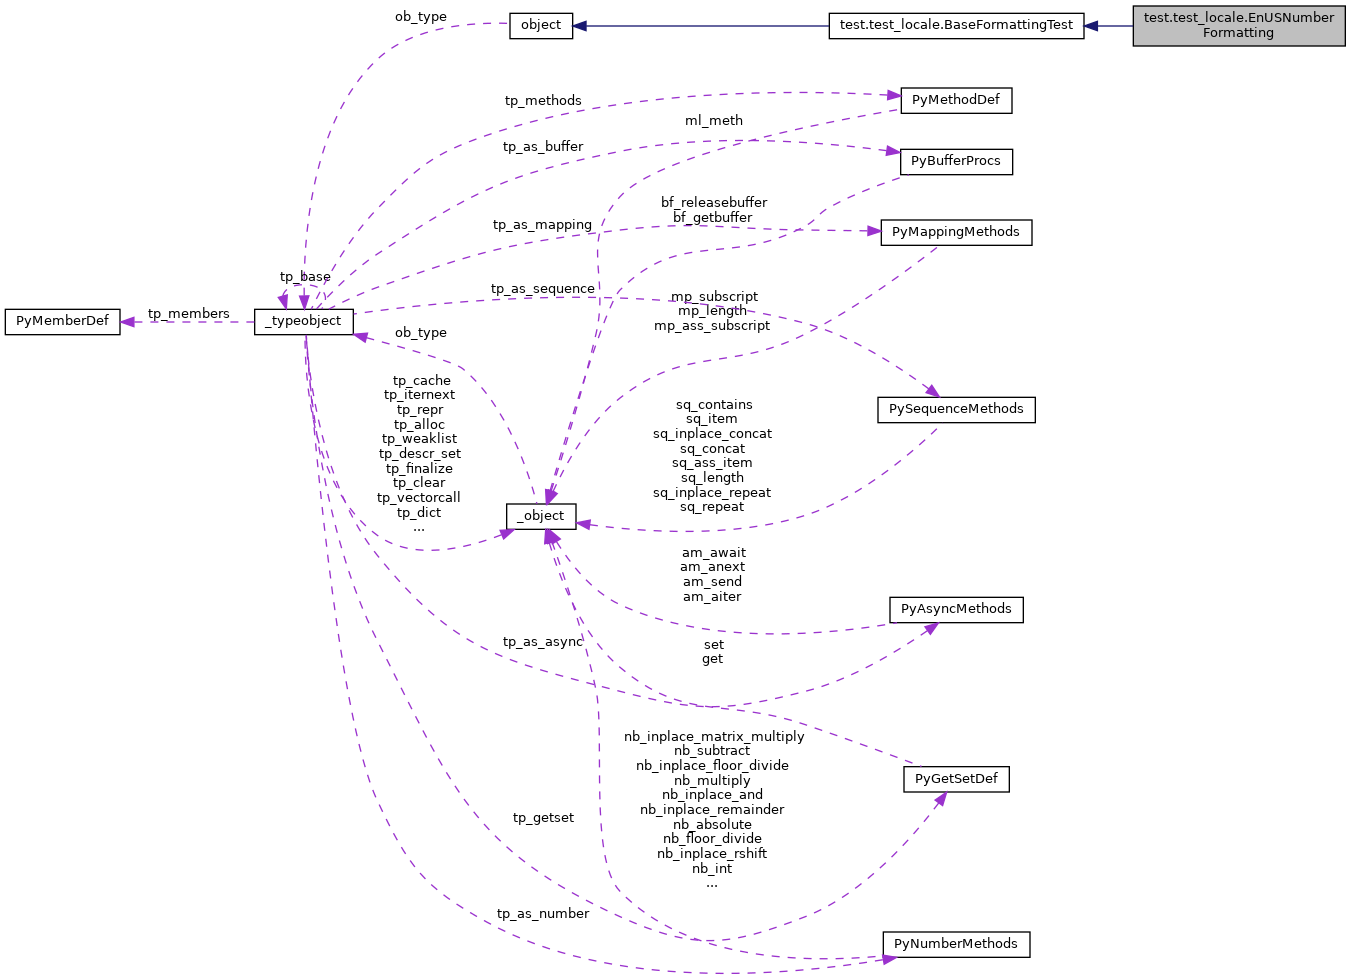 ob_type
object
test.test_locale.BaseFormattingTest
test.test_locale.EnUSNumber
Formatting
tp_methods
PyMethodDef
ml_meth
tp_as_buffer
PyBufferProcs
bf_releasebuffer
bf_getbuffer
tp_as_mapping
PyMappingMethods
tp_base
tp_as_sequence
mp_subscript
mp_length
mp_ass_subscript
PyMemberDef
tp_members
_typeobject
ob_type
tp_cache
tp_iternext
tp_repr
tp_alloc
tp_weaklist
tp_descr_set
tp_finalize
tp_clear
tp_vectorcall
tp_dict
...
sq_contains
sq_item
sq_inplace_concat
sq_concat
sq_ass_item
sq_length
sq_inplace_repeat
sq_repeat
PySequenceMethods
_object
am_await
am_anext
am_send
am_aiter
PyAsyncMethods
tp_as_async
set
get
nb_inplace_matrix_multiply
nb_subtract
nb_inplace_floor_divide
nb_multiply
nb_inplace_and
nb_inplace_remainder
nb_absolute
nb_floor_divide
nb_inplace_rshift
nb_int
...
PyGetSetDef
tp_getset
tp_as_number
PyNumberMethods